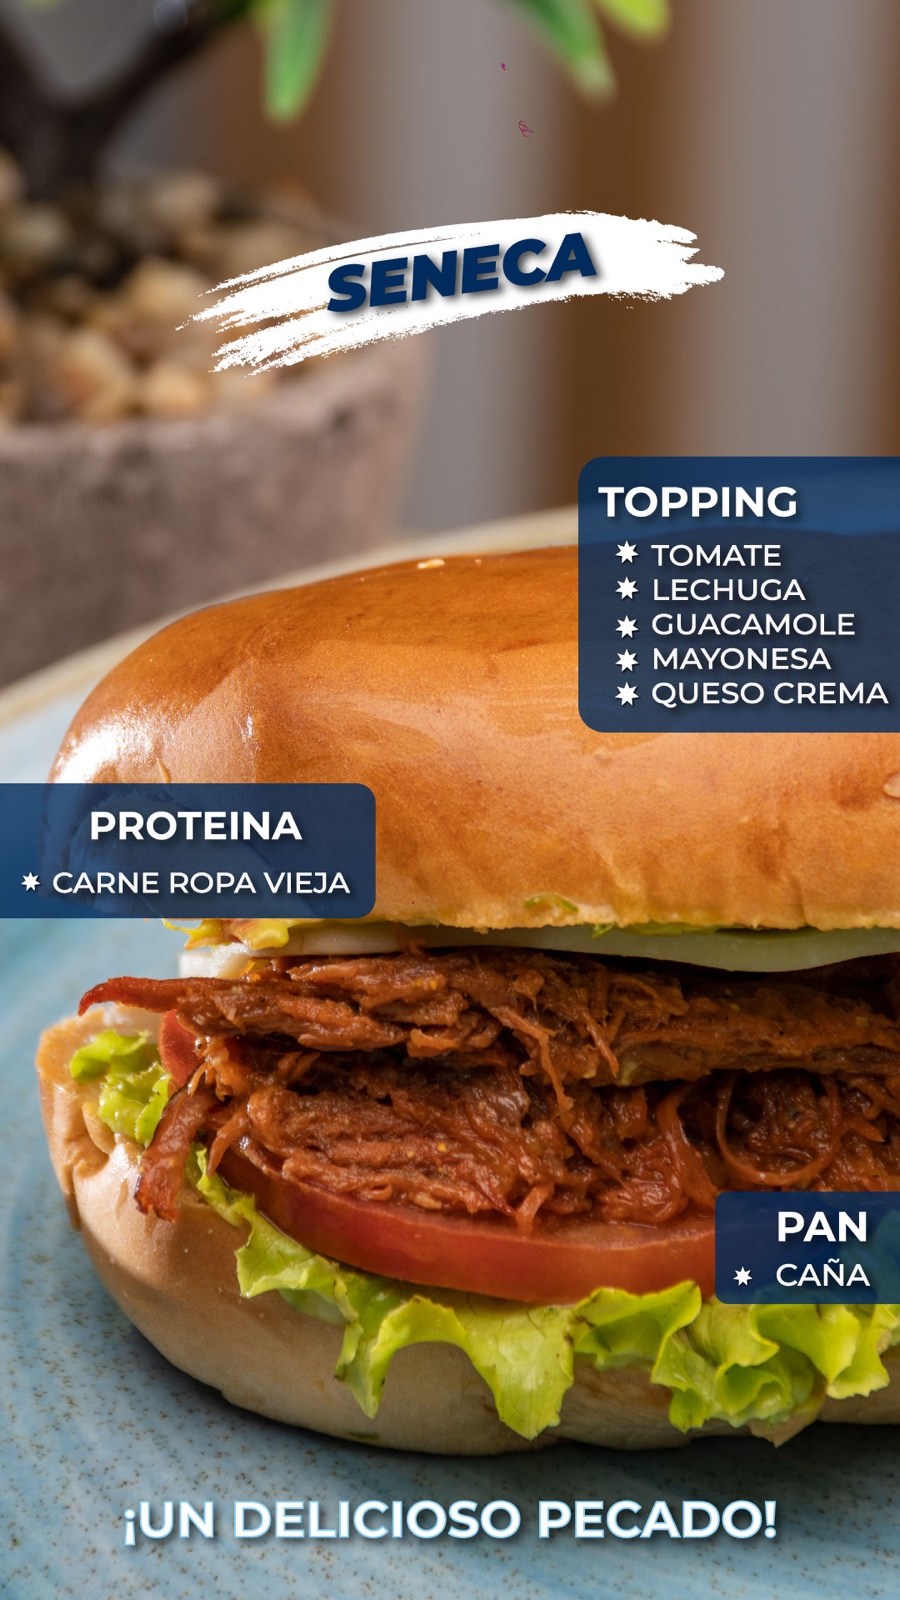 SENECA
TOPPING
TOMATE
LECHUGA
GUACAMOLE
MAYONESA
QUESO CREMA
PROTEINA
CARNE ROPA VIEJA
PAN
CAÑA
¡UN DELICIOSO PECADO!